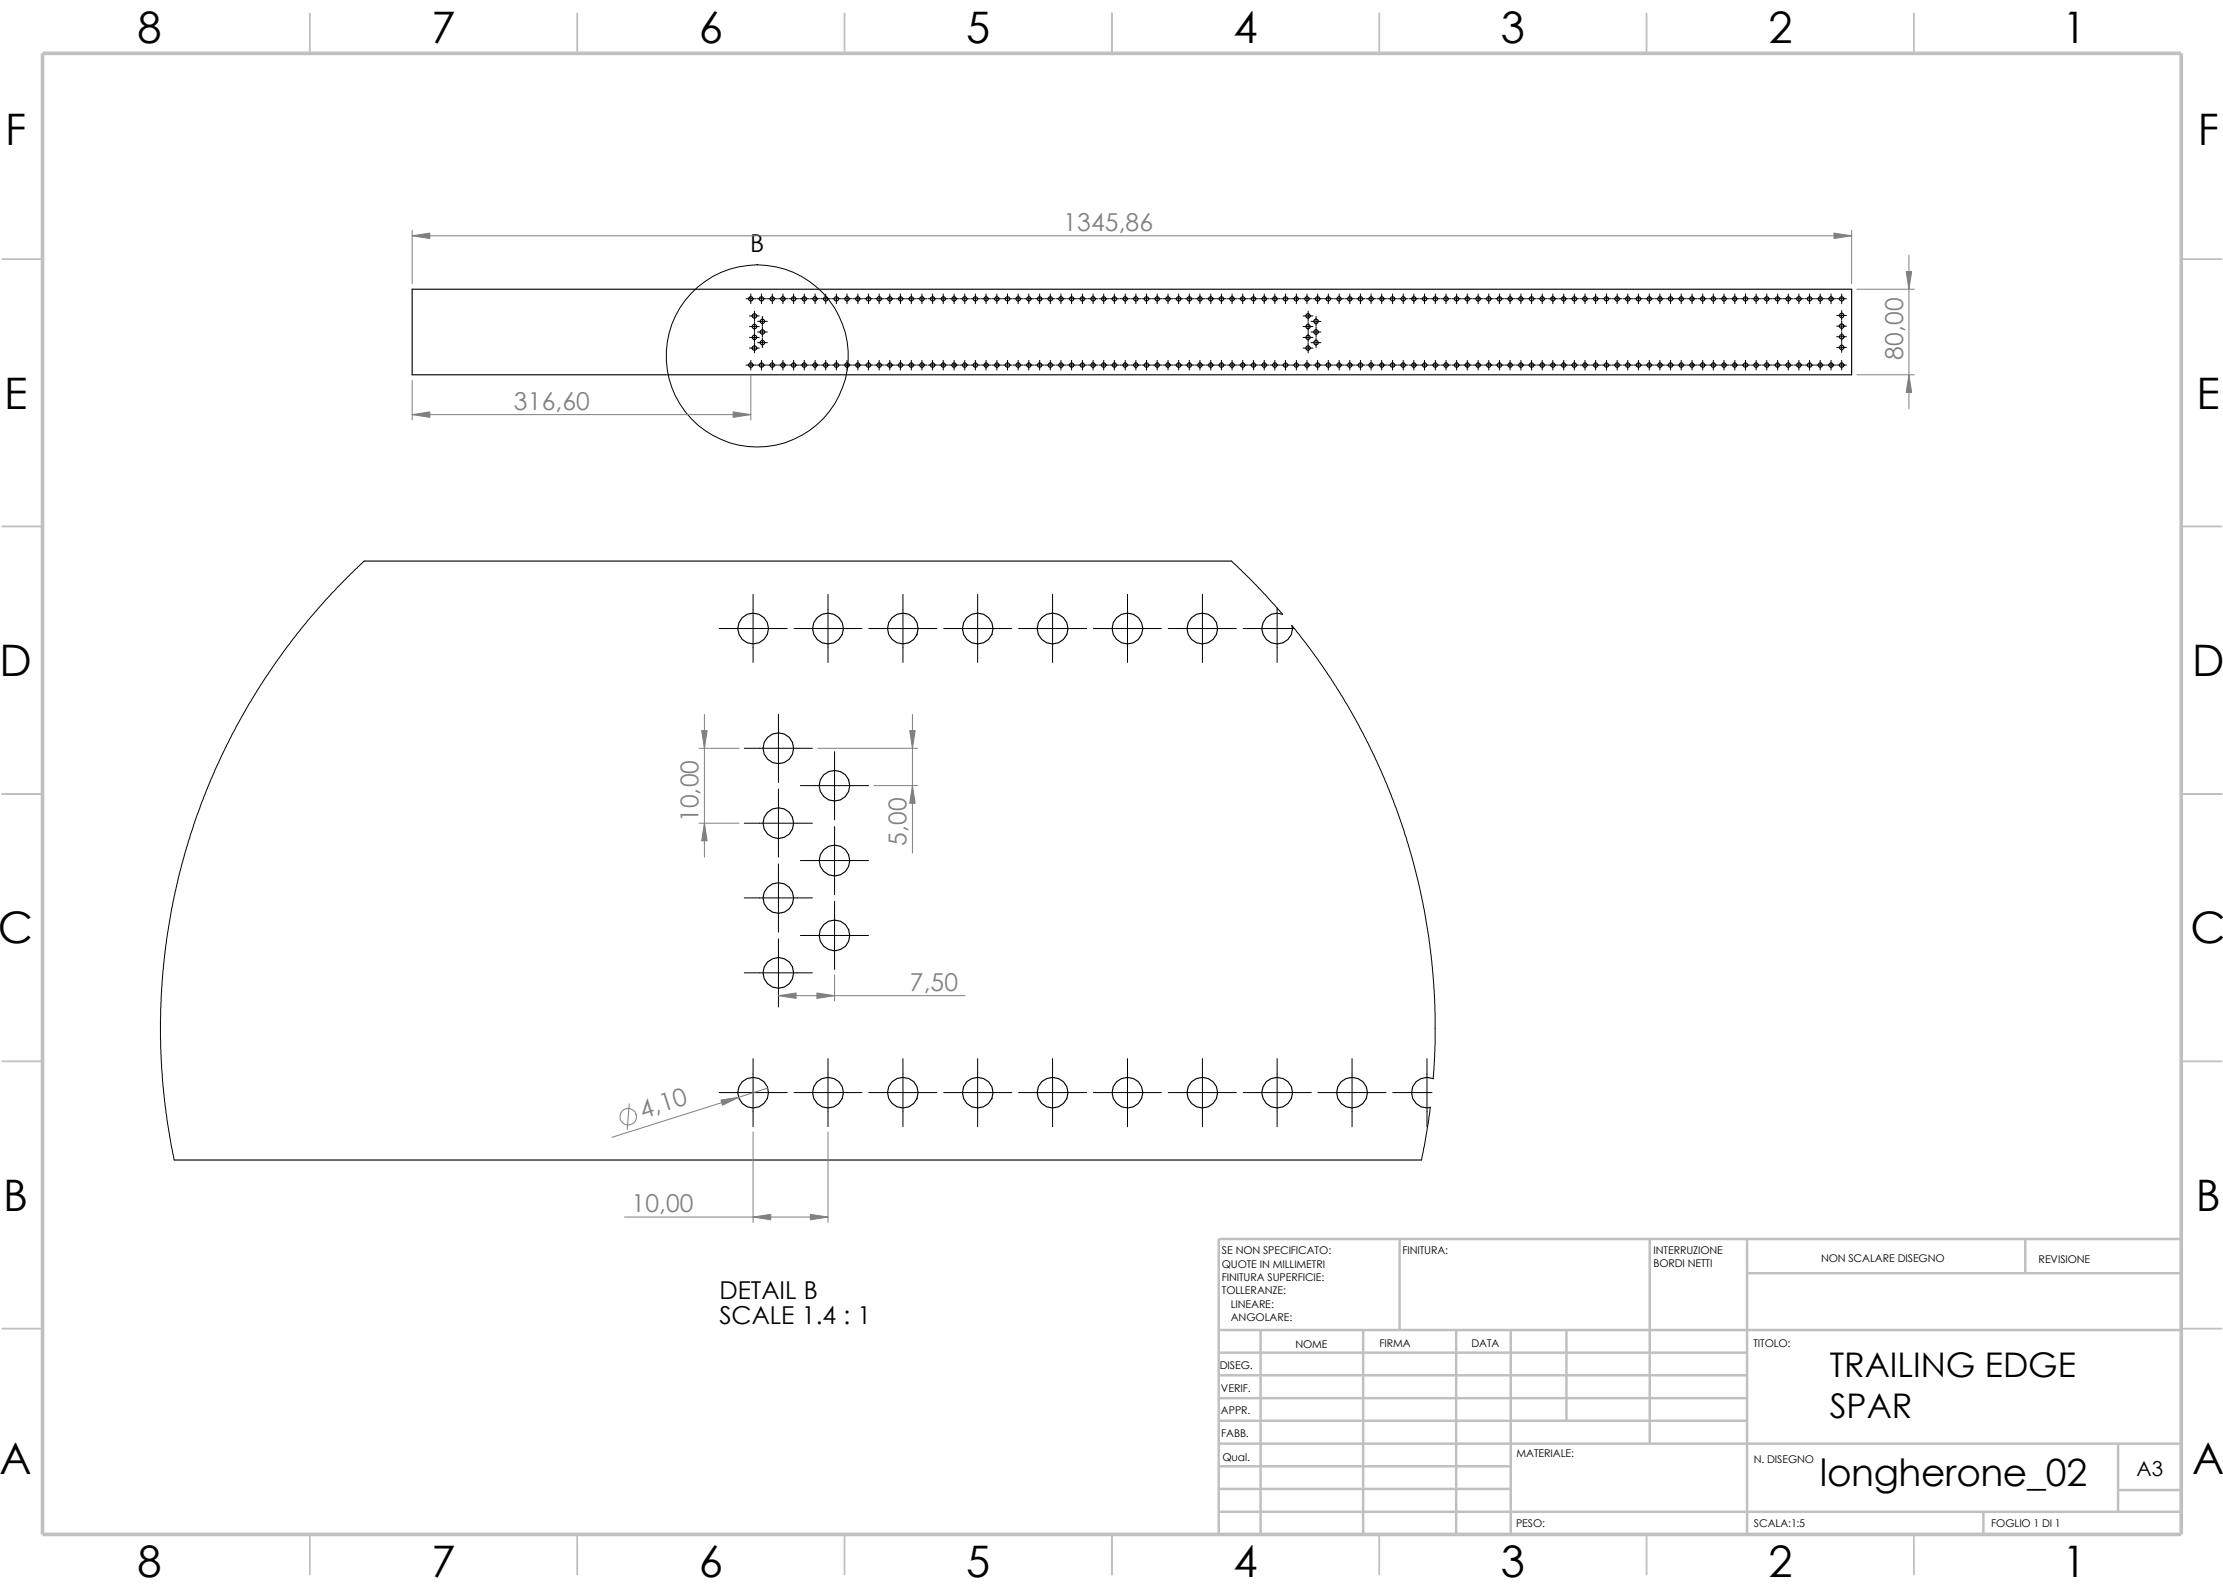 8 7 6 5 4 3 2 1
F F
1345,86
B
80,00
E E
316,60
D D
10,00
5,00
C C
7,50
Ø4,10
B B
10,00
DETAIL B
SCALE 1.4 : 1
SE NON SPECIFICATO:
QUOTE IN MILLIMETRI
FINITURA SUPERFICIE:
TOLLERANZE:
LINEARE:
ANGOLARE:
FINITURA:
INTERRUZIONE
BORDI NETTI
NON SCALARE DISEGNO
REVISIONE
NOME FIRMA DATA
DISEG.
VERIF.
APPR.
FABB.
Qual.
TITOLO:
TRAILING EDGE
SPAR
MATERIALE:
N. DISEGNO
longherone_02
A3
A A
PESO:
SCALA:1:5
FOGLIO 1 DI 1
8 7 6 5 4 3 2 1